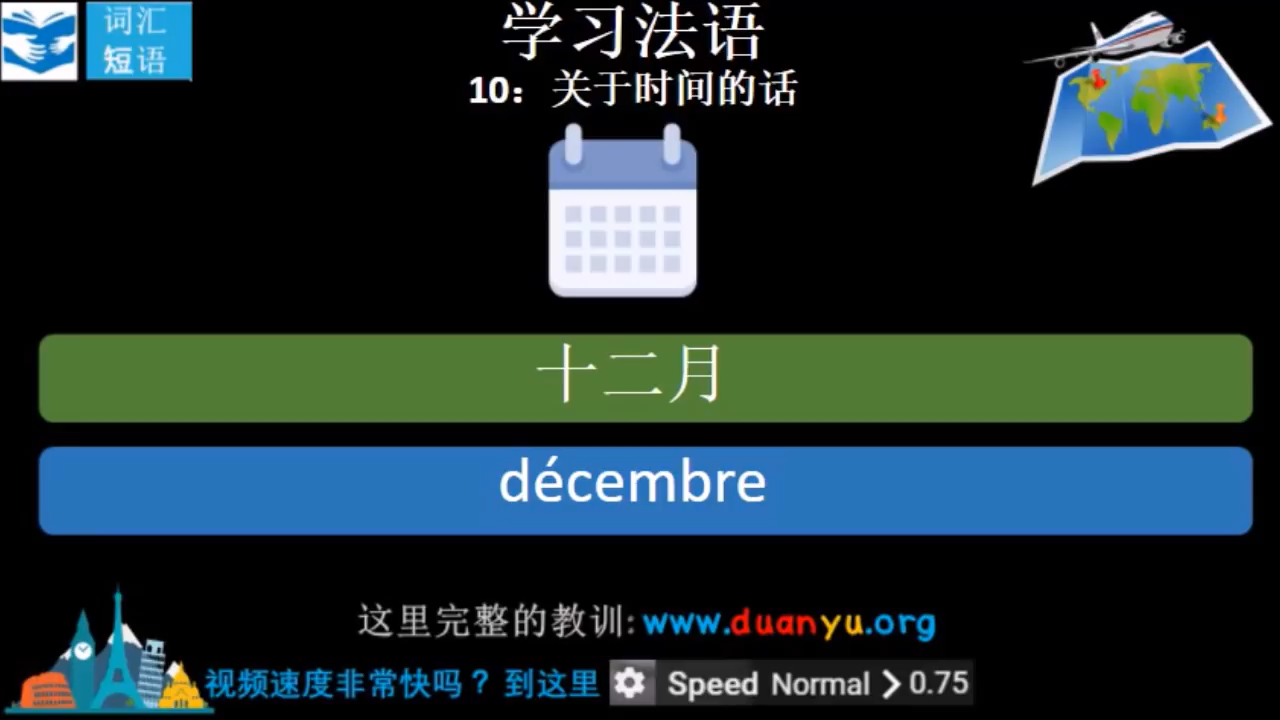 词汇
短语
学习法语
10：关于时间的话
十二月
décembre
这里完整的教训: www.duanyu.org
视频速度非常快吗？ 到这里 Speed Normal > 0.75